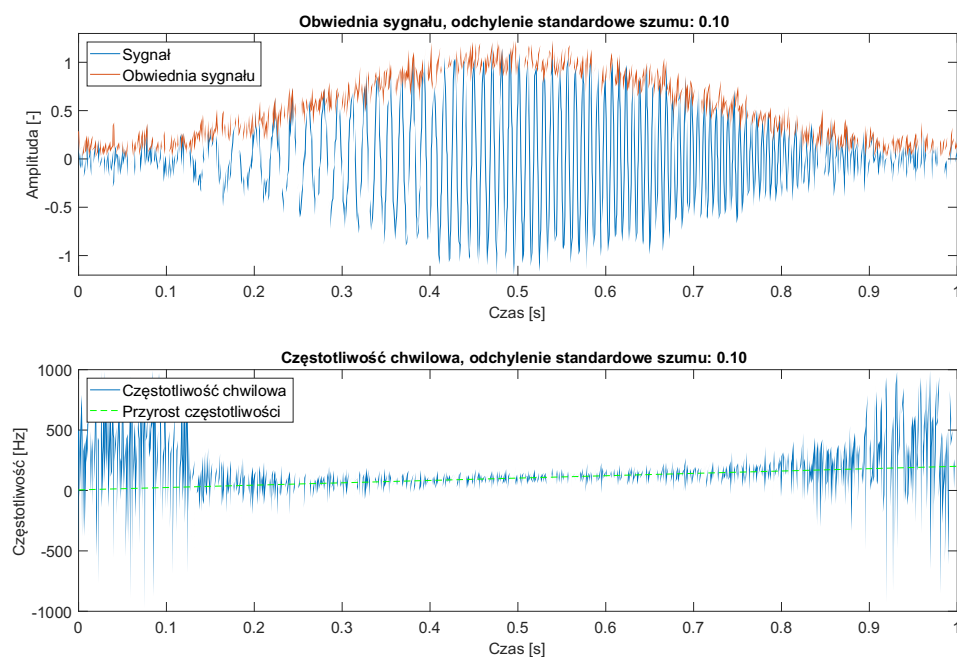 Obwiednia sygnału, odchylenie standardowe szumu: 0.10
Sygnał
Obwiednia sygnału
Amplituda [-]
1
0.5
0
-0.5
-1
0 0.1 0.2 0.3 0.4 0.5 0.6 0.7 0.8 0.9 1
Czas [s]
Częstotliwość chwilowa, odchylenie standardowe szumu: 0.10
Częstotliwość chwilowa
Przyrost częstotliwości
Częstotliwość [Hz]
1000
500
0
-500
-1000
0 0.1 0.2 0.3 0.4 0.5 0.6 0.7 0.8 0.9 1
Czas [s]